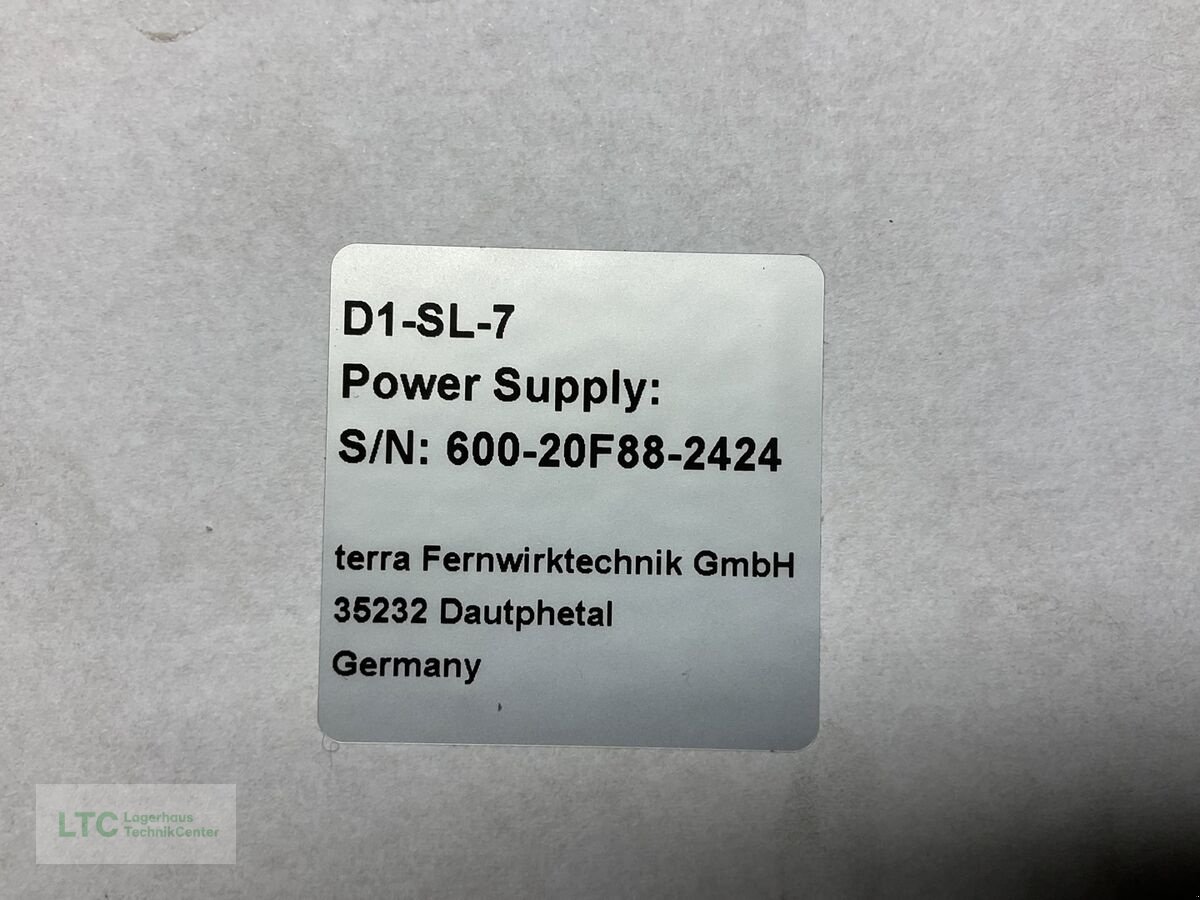 D1-SL-7
Power Supply:
S/N: 600-20F88-2424
terra Fernwirktechnik GmbH
35232 Dautphetal
Germany
LTC Lagerhaus
TechnikCenter